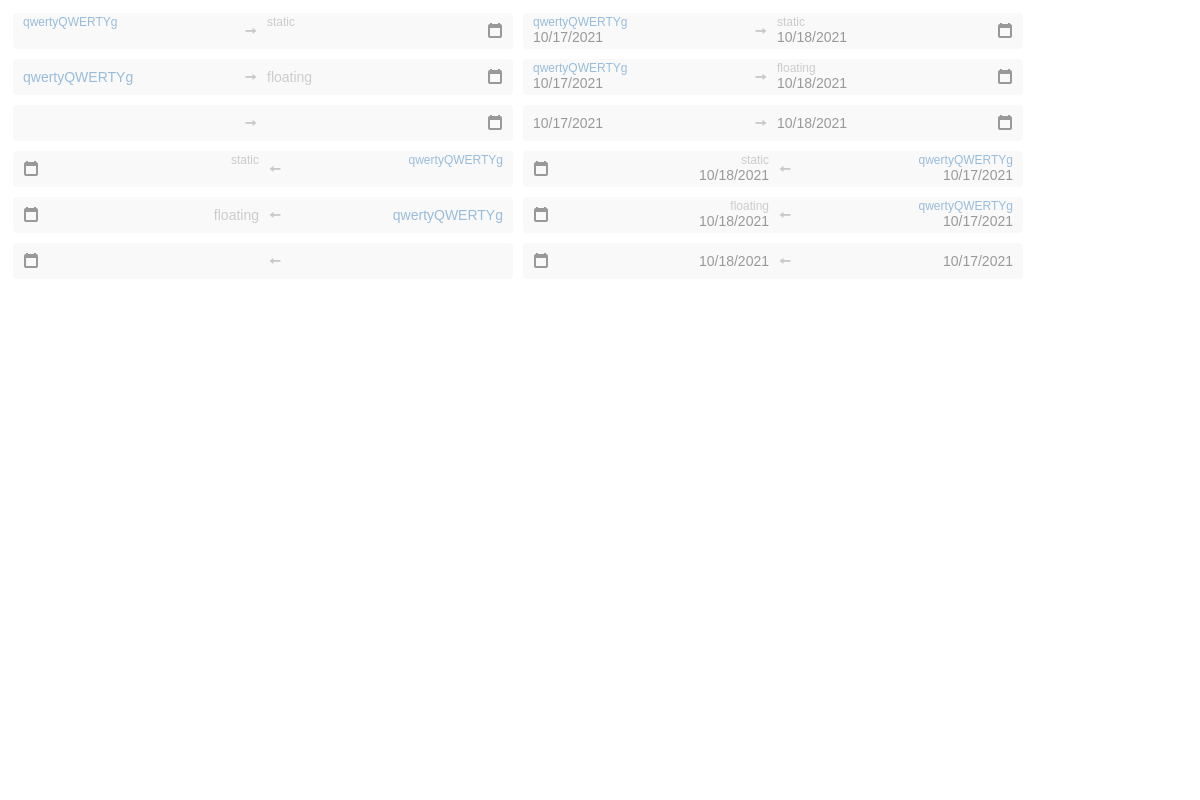 qwertyQWERTYg → static
qwertyQWERTYg → static
10/17/2021 10/18/2021
qwertyQWERTYg → floating
qwertyQWERTYg → floating
10/17/2021 10/18/2021
→
10/17/2021 → 10/18/2021
static ← qwertyQWERTYg
static ← qwertyQWERTYg
10/18/2021 10/17/2021
floating ← qwertyQWERTYg
floating ← qwertyQWERTYg
10/18/2021 10/17/2021
←
10/18/2021 ← 10/17/2021